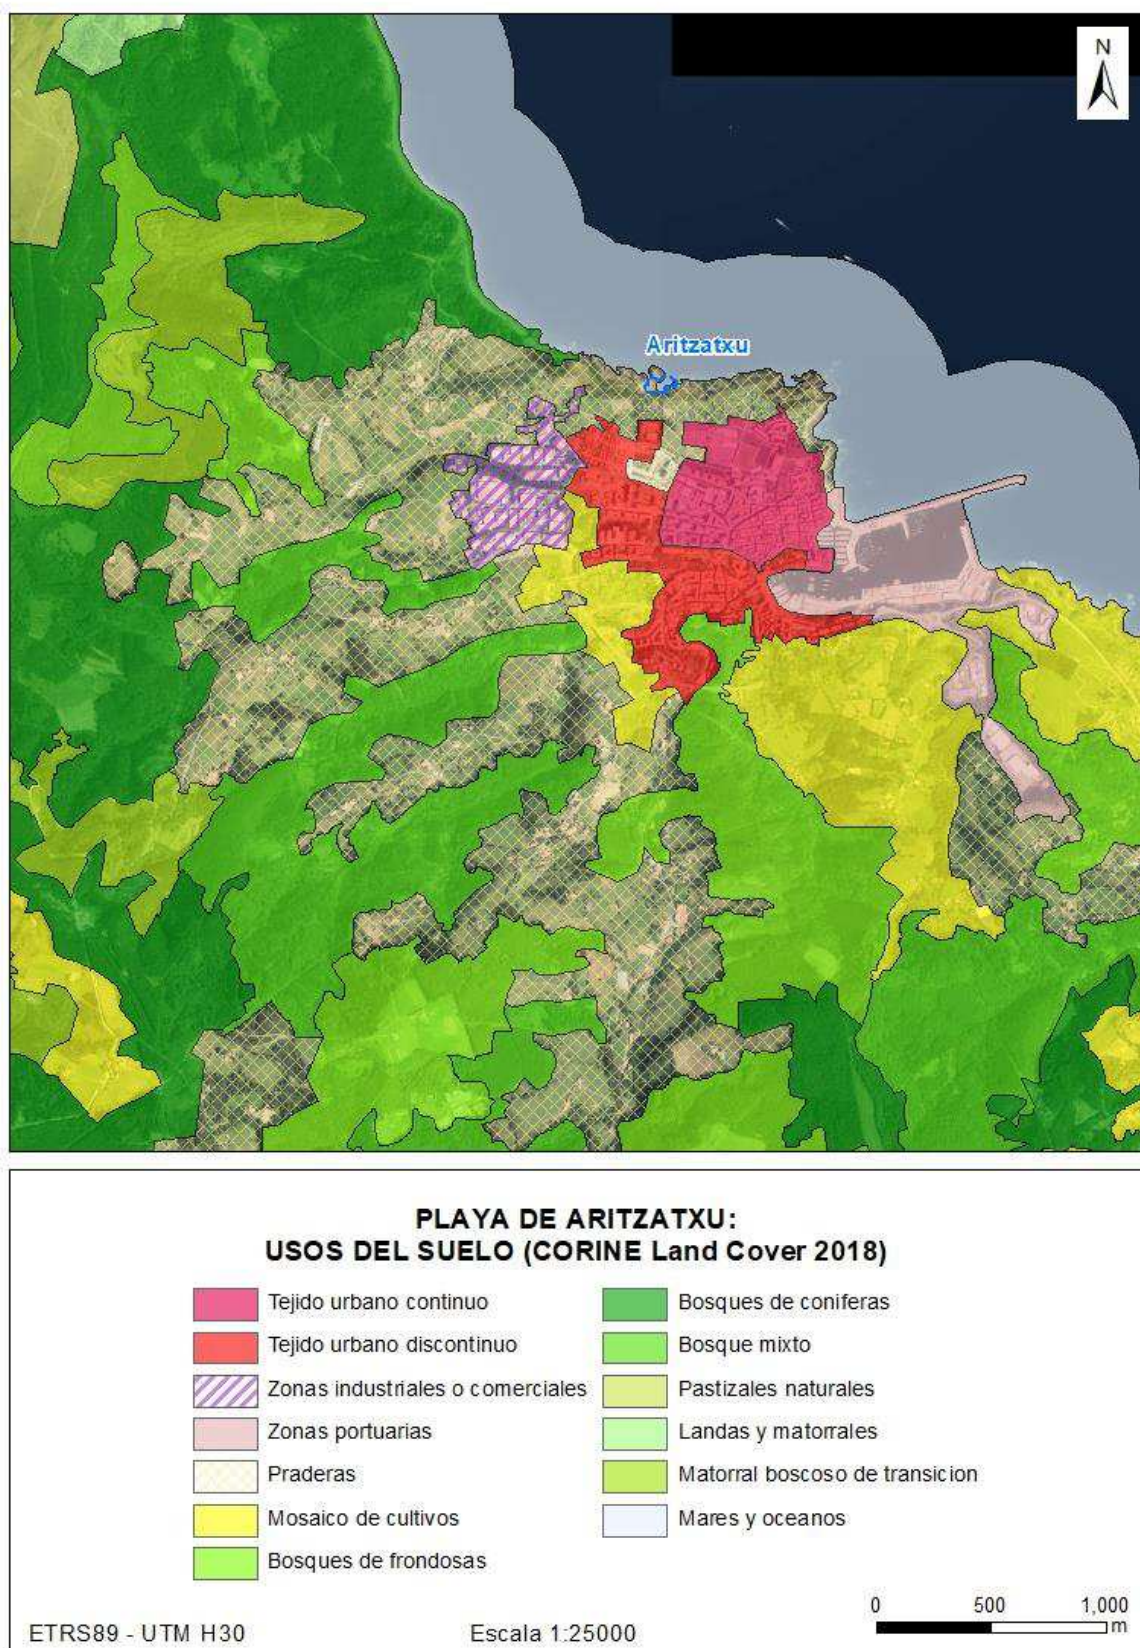 N
Aritzatxu
PLAYA DE ARITZATXU:
USOS DEL SUELO (CORINE Land Cover 2018)
Tejido urbano continuo
Tejido urbano discontinuo
Zonas industriales o comerciales
Zonas portuarias
Praderas
Mosaico de cultivos
Bosques de frondosas
Bosques de coniferas
Bosque mixto
Pastizales naturales
Landas y matorrales
Matorral boscoso de transicion
Mares y oceanos
0 500 1,000
m
ETRS89 - UTM H30 Escala 1:25000